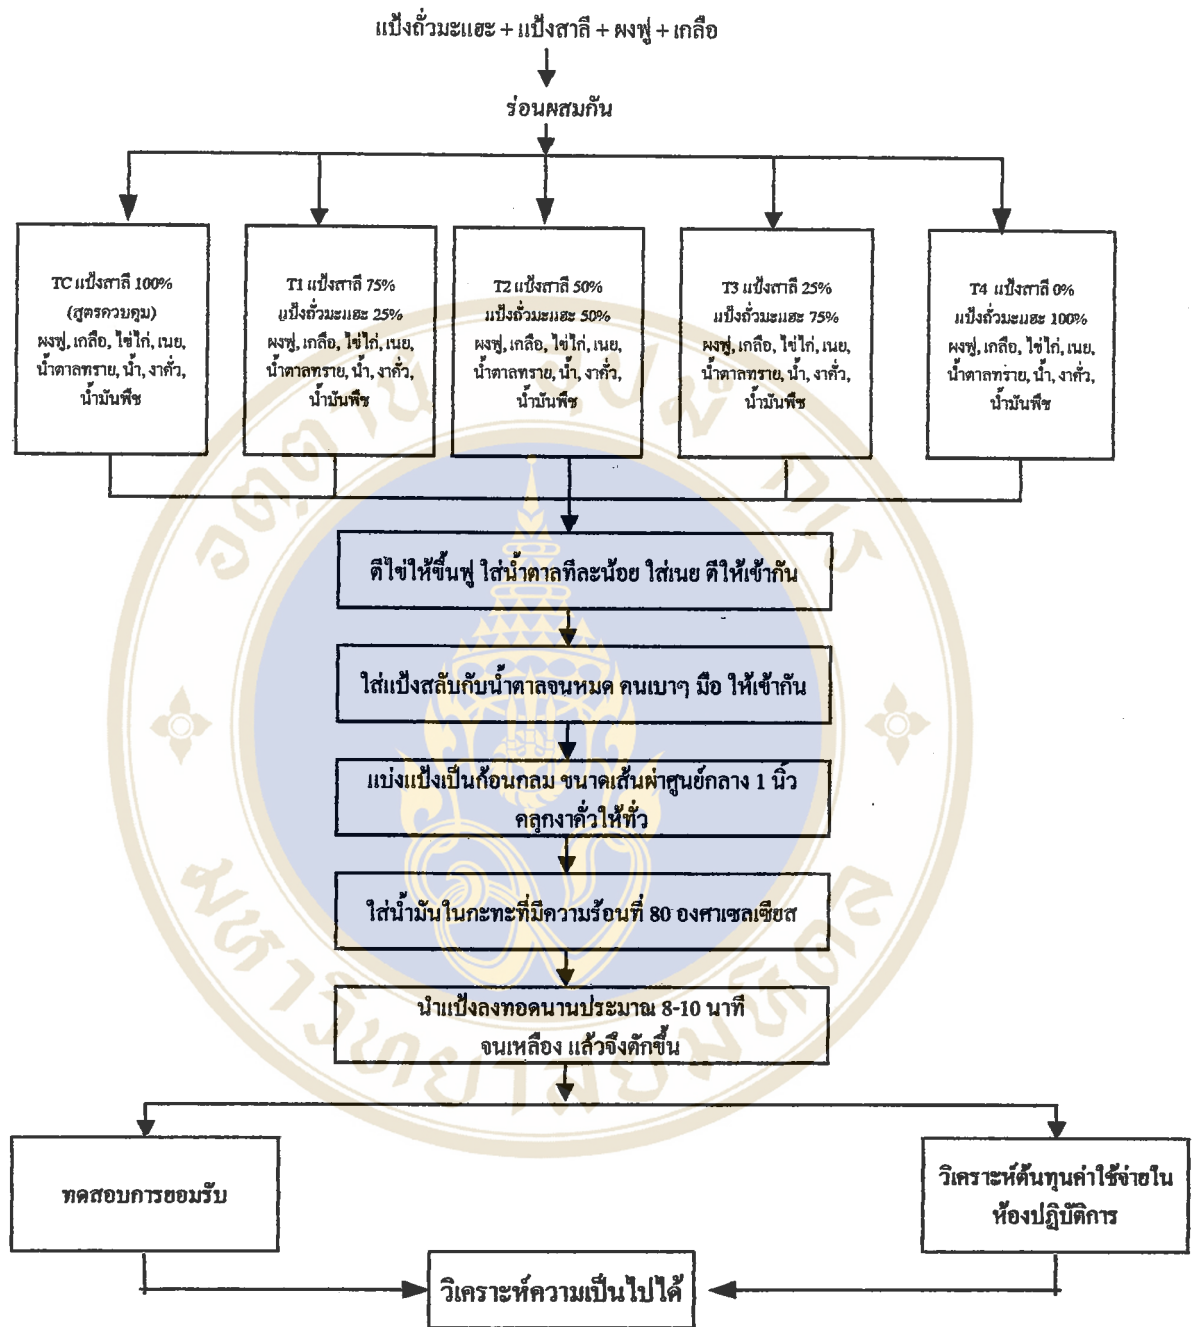 แป้งถั่วมะแฮะ + แป้งสาลี + ผงฟู + เกลือ
ร่อนผสมกัน
TC แป้งสาลี 100%
(สูตรควบคุม)
ผงฟู, เกลือ, ไข่ไก่, เนย,
น้ำตาลทราย, น้ำ, งาคั่ว,
น้ำมันพืช
T1 แป้งสาลี 75%
แป้งถั่วมะแฮะ 25%
ผงฟู, เกลือ, ไข่ไก่, เนย,
น้ำตาลทราย, น้ำ, งาคั่ว,
น้ำมันพืช
T2 แป้งสาลี 50%
แป้งถั่วมะแฮะ 50%
ผงฟู, เกลือ, ไข่ไก่, เนย,
น้ำตาลทราย, น้ำ, งาคั่ว,
น้ำมันพืช
T3 แป้งสาลี 25%
แป้งถั่วมะแฮะ 75%
ผงฟู, เกลือ, ไข่ไก่, เนย,
น้ำตาลทราย, น้ำ, งาคั่ว,
น้ำมันพืช
T4 แป้งสาลี 0%
แป้งถั่วมะแฮะ 100%
ผงฟู, เกลือ, ไข่ไก่, เนย,
น้ำตาลทราย, น้ำ, งาคั่ว,
น้ำมันพืช
ตีไข่ให้ขึ้นฟู ใส่น้ำตาลทีละน้อย ใส่เนย ตีให้เข้ากัน
ใส่แป้งสลับกับน้ำตาลจนหมด คนเบาๆ มือ ให้เข้ากัน
แบ่งแป้งเป็นก้อนกลม ขนาดเส้นผ่าศูนย์กลาง 1 นิ้ว
คลุกงาคั่วให้ทั่ว
ใส่น้ำมันในกะทะที่มีความร้อนที่ 80 องศาเซลเซียส
นำแป้งลงทอดนานประมาณ 8-10 นาที
จนเหลือง แล้วจึงตักขึ้น
ทดสอบการยอมรับ
วิเคราะห์ต้นทุนค่าใช้จ่ายใน
ห้องปฏิบัติการ
วิเคราะห์ความเป็นไปได้
อตฺตานํ อุปมํ กเร
มหาวิทยาลัยมหิดล